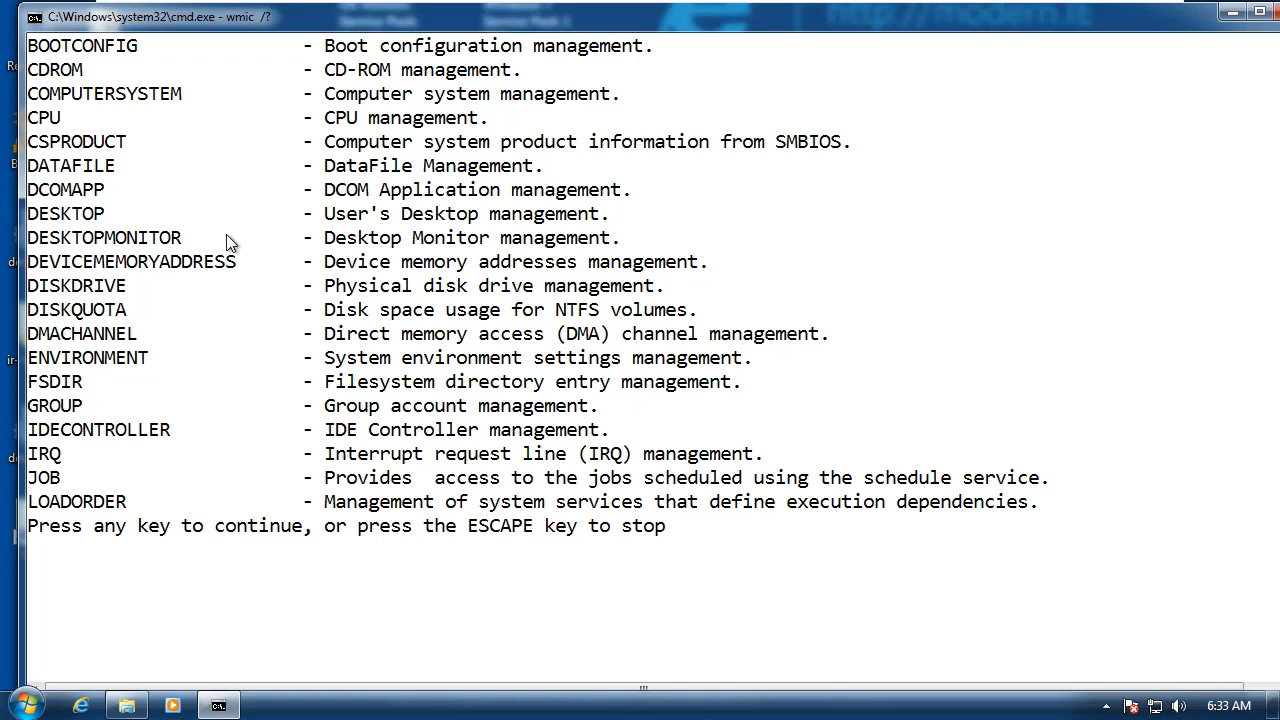 C:\Windows\system32\cmd.exe - wmic /?
BOOTCONFIG - Boot configuration management.
CDROM - CD-ROM management.
COMPUTERSYSTEM - Computer system management.
CPU - CPU management.
CSPRODUCT - Computer system product information from SMBIOS.
DATAFILE - DataFile Management.
DCOMAPP - DCOM Application management.
DESKTOP - User's Desktop management.
DESKTOPMONITOR - Desktop Monitor management.
DEVICEMEMORYADDRESS - Device memory addresses management.
DISKDRIVE - Physical disk drive management.
DISKQUOTA - Disk space usage for NTFS volumes.
DMACHANNEL - Direct memory access (DMA) channel management.
ENVIRONMENT - System environment settings management.
FSDIR - Filesystem directory entry management.
GROUP - Group account management.
IDECONTROLLER - IDE Controller management.
IRQ - Interrupt request line (IRQ) management.
JOB - Provides  access to the jobs scheduled using the schedule service.
LOADORDER - Management of system services that define execution dependencies.
Press any key to continue, or press the ESCAPE key to stop
6:33 AM